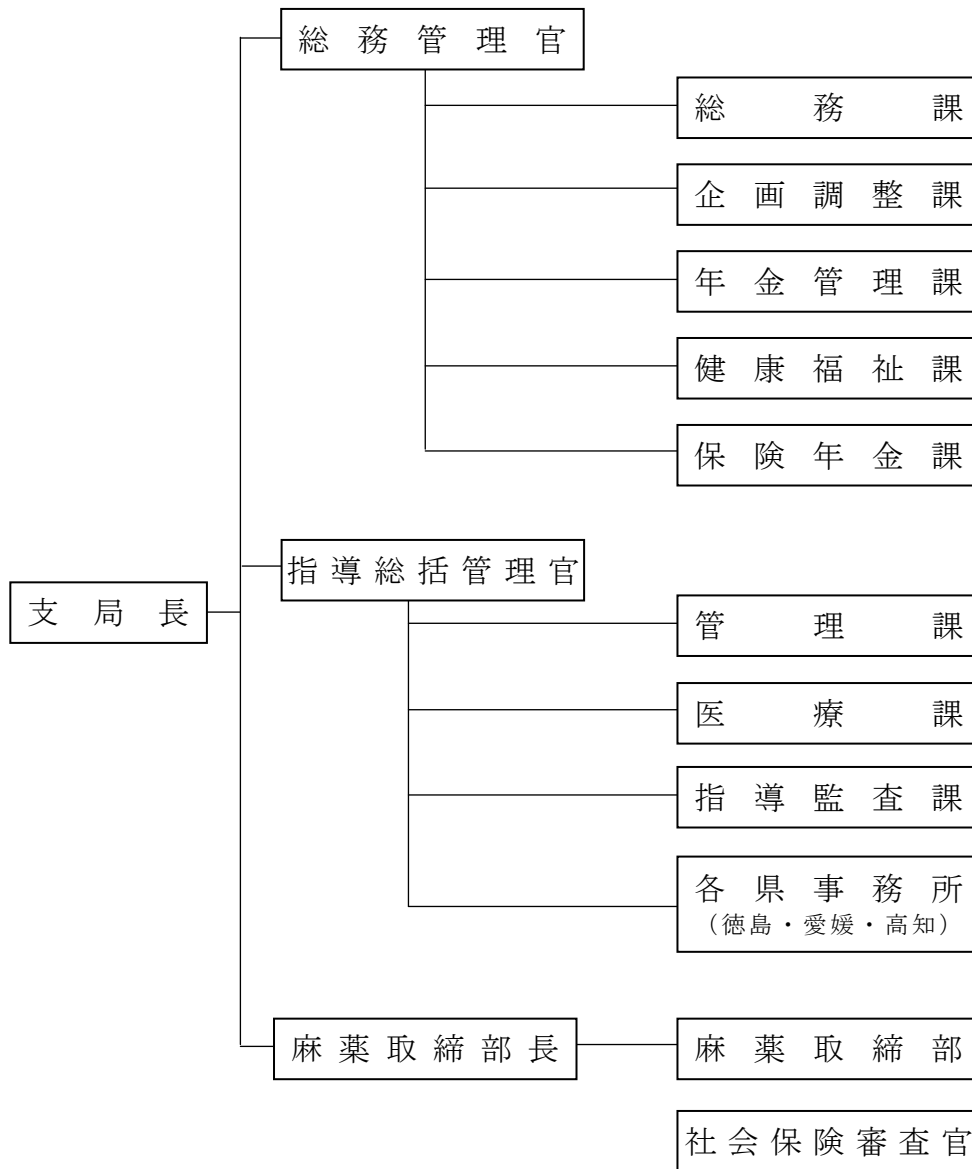 総務管理官
総務課
企画調整課
年金管理課
健康福祉課
保険年金課
指導総括管理官
支局長
管理課
医療課
指導監査課
各県事務所
（徳島・愛媛・高知）
麻薬取締部長
麻薬取締部
社会保険審査官